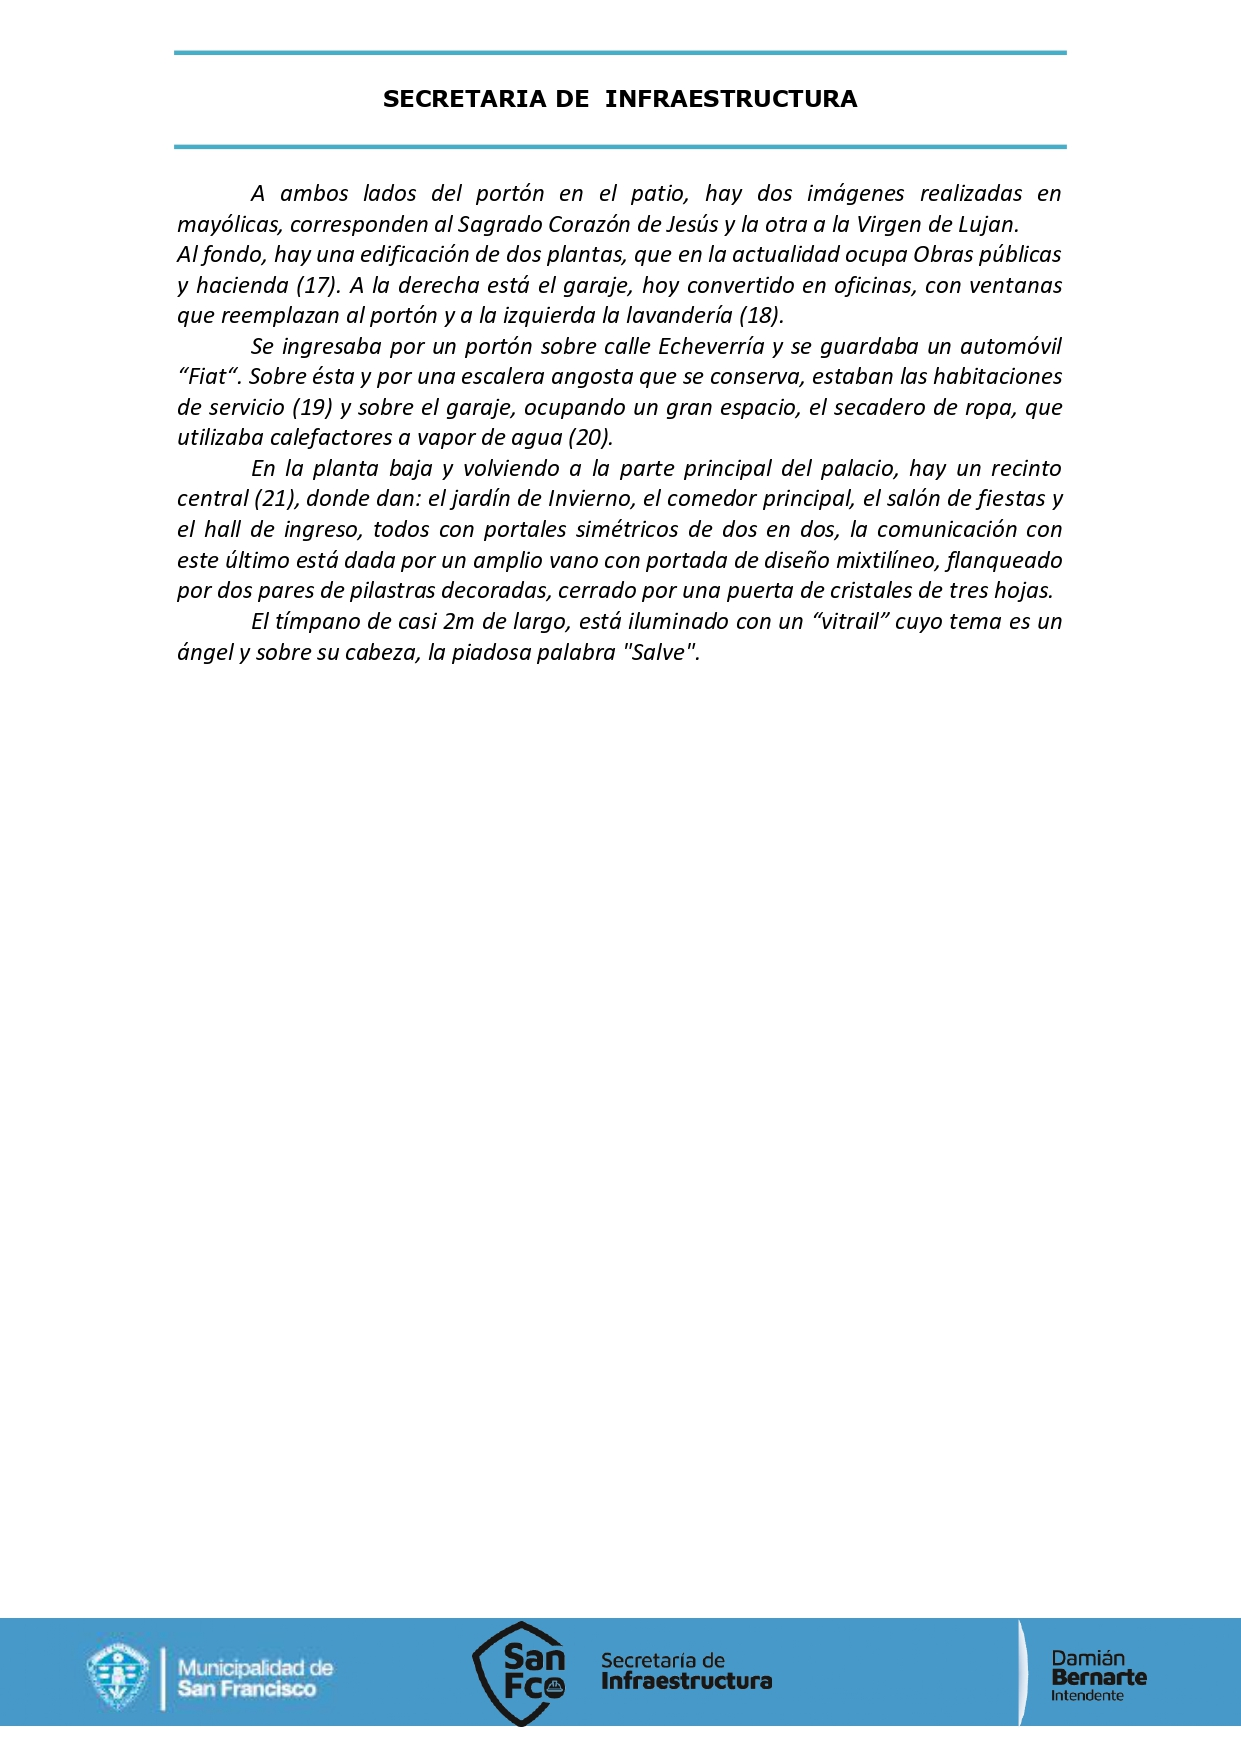 SECRETARIA DE  INFRAESTRUCTURA
A ambos lados del portón en el patio, hay dos imágenes realizadas en
mayólicas, corresponden al Sagrado Corazón de Jesús y la otra a la Virgen de Lujan.
Al fondo, hay una edificación de dos plantas, que en la actualidad ocupa Obras públicas
y hacienda (17). A la derecha está el garaje, hoy convertido en oficinas, con ventanas
que reemplazan al portón y a la izquierda la lavandería (18).
Se ingresaba por un portón sobre calle Echeverría y se guardaba un automóvil
“Fiat“. Sobre ésta y por una escalera angosta que se conserva, estaban las habitaciones
de servicio (19) y sobre el garaje, ocupando un gran espacio, el secadero de ropa, que
utilizaba calefactores a vapor de agua (20).
En la planta baja y volviendo a la parte principal del palacio, hay un recinto
central (21), donde dan: el jardín de Invierno, el comedor principal, el salón de fiestas y
el hall de ingreso, todos con portales simétricos de dos en dos, la comunicación con
este último está dada por un amplio vano con portada de diseño mixtilíneo, flanqueado
por dos pares de pilastras decoradas, cerrado por una puerta de cristales de tres hojas.
El tímpano de casi 2m de largo, está iluminado con un “vitrail” cuyo tema es un
ángel y sobre su cabeza, la piadosa palabra "Salve".
Municipalidad de
San Francisco
San
Fco
Secretaría de
Infraestructura
Damián
Bernarte
Intendente